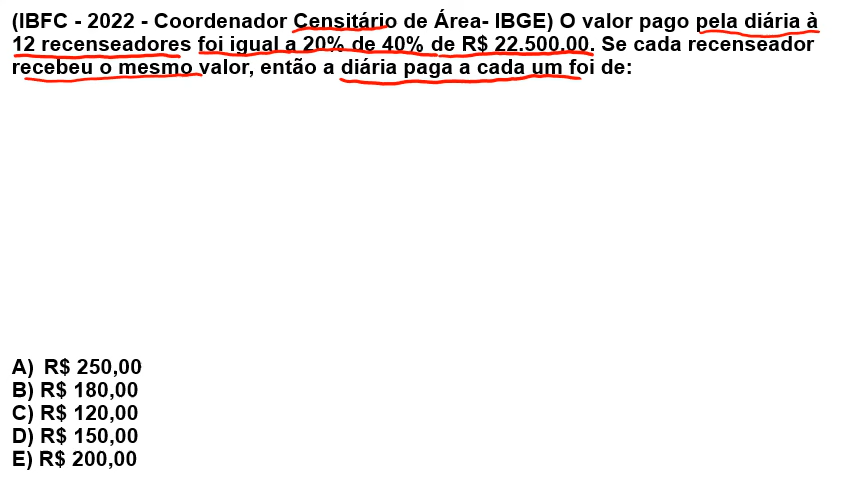 (IBFC - 2022 - Coordenador Censitário de Área- IBGE) O valor pago pela diária à
12 recenseadores foi igual a 20% de 40% de R$ 22.500,00. Se cada recenseador
recebeu o mesmo valor, então a diária paga a cada um foi de:
A) R$ 250,00
B) R$ 180,00
C) R$ 120,00
D) R$ 150,00
E) R$ 200,00